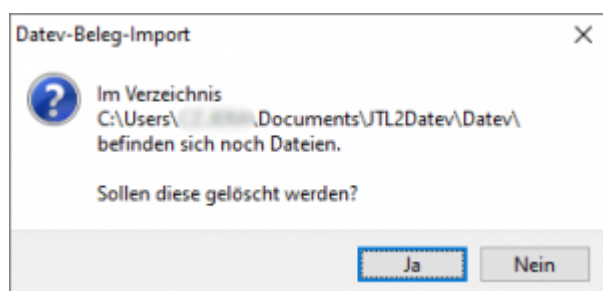 Datev-Beleg-Import
Im Verzeichnis
C:\Users\ \Documents\JTL2Datev\Datev\
befinden sich noch Dateien.
Sollen diese gelöscht werden?
Ja
Nein